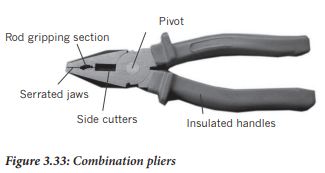 Pivot
Rod gripping section
Serrated jaws
Side cutters
Insulated handles
Figure 3.33: Combination pliers